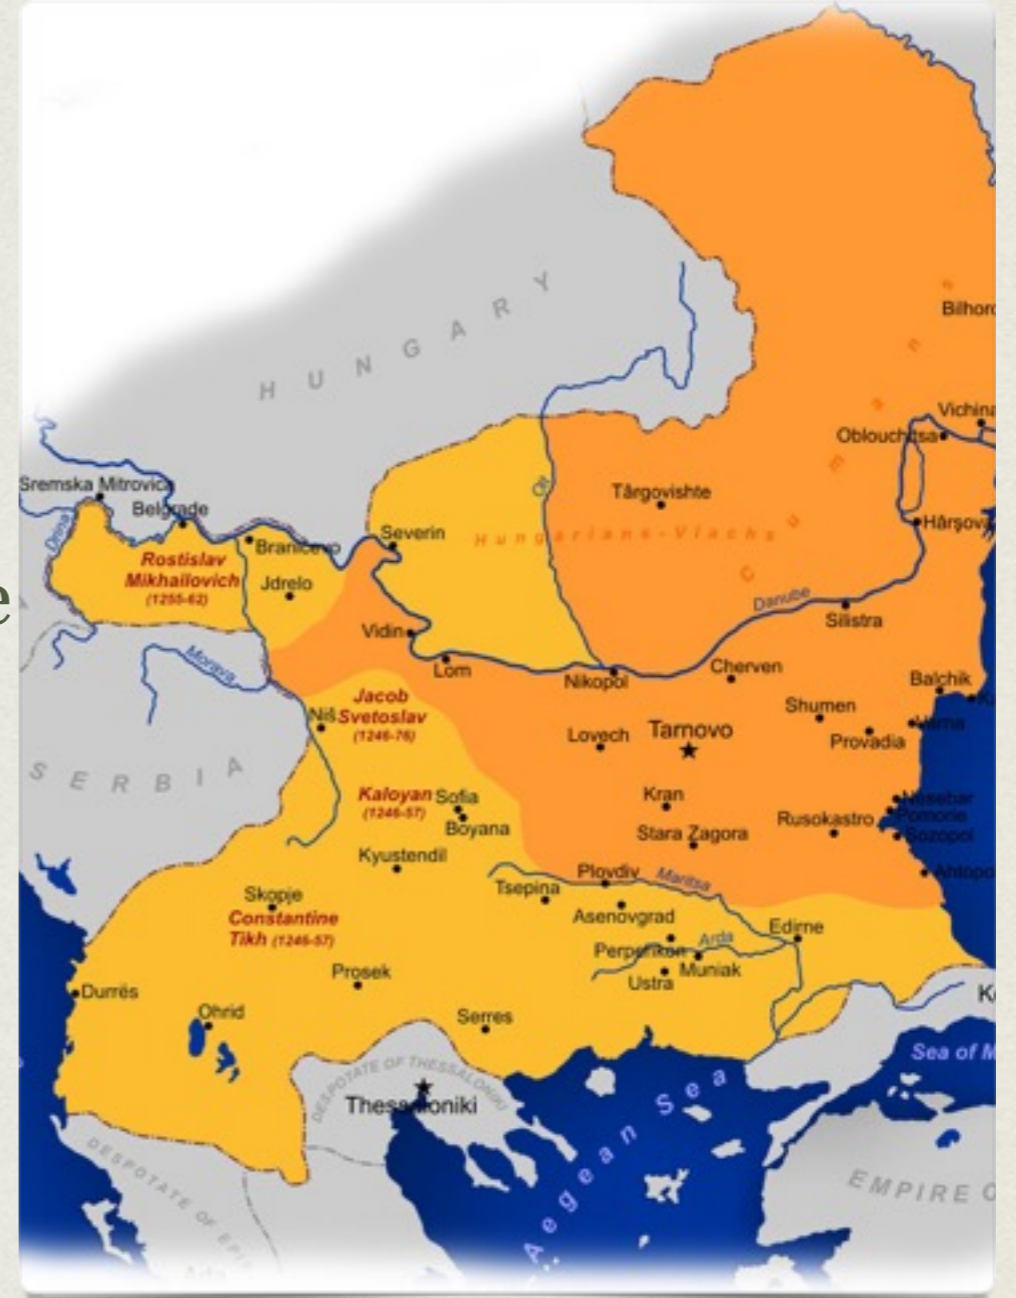 HUNGARY
Bilhoro
Vichina
Oblouchitsa
Sremska Mitrovica
Belgrade
Drina
Olt
Târgovishte
Hârşova
Severin
Hungarians-Vlachs
Cumans
Branicevo
Rostislav
Mikhailovich
(1255-62)
Jdrelo
e
Danube
Silistra
Vidin
Lom
Nikopol
Morava
Cherven
Balchik
K
Jacob
Svetoslav
(1246-76)
Niš
Shumen
Varna
Lovech
Tarnovo
Provadia
SERBIA
Kaloyan
(1246-57)
Sofia
Boyana
Kran
Stara Zagora
Nesebar
Pomorie
Rusokastro
Sozopol
Kyustendil
Plovdiv
Maritsa
Ahtopol
Skopje
Constantine
Tikh (1246-57)
Tsepina
Asenovgrad
Edirne
Perperikon
Arda
Muniak
Ustra
Prosek
Durrës
Ohrid
Serres
K
Sea of M
DESPOTATE OF THESSALONIKI
Thessaloniki
Aegean Sea
DESPOTATE OF EPI
EMPIRE O